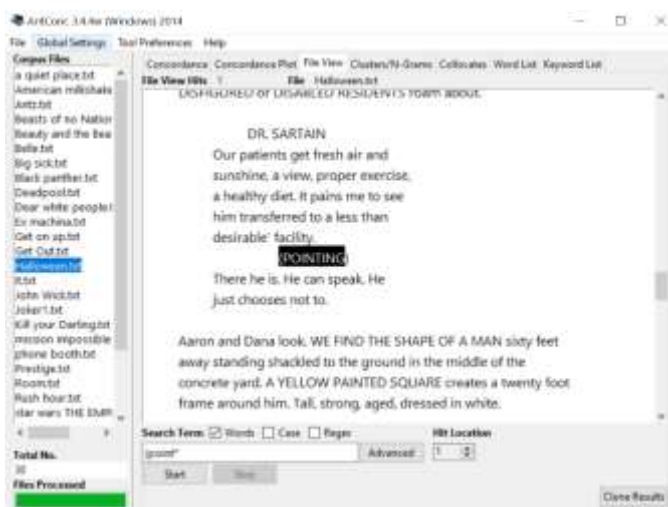 AntConc 3.4.4w (Windows) 2014
File Global Settings Tool Preferences Help
Corpus Files
a quiet place.txt
American milkshake
Antz.txt
Beasts of no Nation
Beauty and the Bea
Belle.txt
Big sick.txt
Black panther.txt
Deadpool.txt
Dear white people.t
Ex machina.txt
Get on up.txt
Get Out.txt
Halloween.txt
It.txt
John Wick.txt
Joker1.txt
Kill your Darling.txt
mission impossible
phone booth.txt
Prestige.txt
Room.txt
Rush hour.txt
star wars THE EMPI
Total No.
Files Processed
Concordance Concordance Plot File View Clusters/N-Grams Collocates Word List Keyword List
File View Hits 1 File Halloween.txt
DISFIGURED or DISABLED RESIDENTS roam about.
DR. SARTAIN
Our patients get fresh air and
sunshine, a view, proper exercise,
a healthy diet. It pains me to see
him transferred to a less than
desirable' facility.
(POINTING)
There he is. He can speak. He
just chooses not to.
Aaron and Dana look. WE FIND THE SHAPE OF A MAN sixty feet
away standing shackled to the ground in the middle of the
concrete yard. A YELLOW PAINTED SQUARE creates a twenty foot
frame around him. Tall, strong, aged, dressed in white.
Search Term Words Case Regex Hit Location
(point* Advanced 1
Start Stop
Clone Results